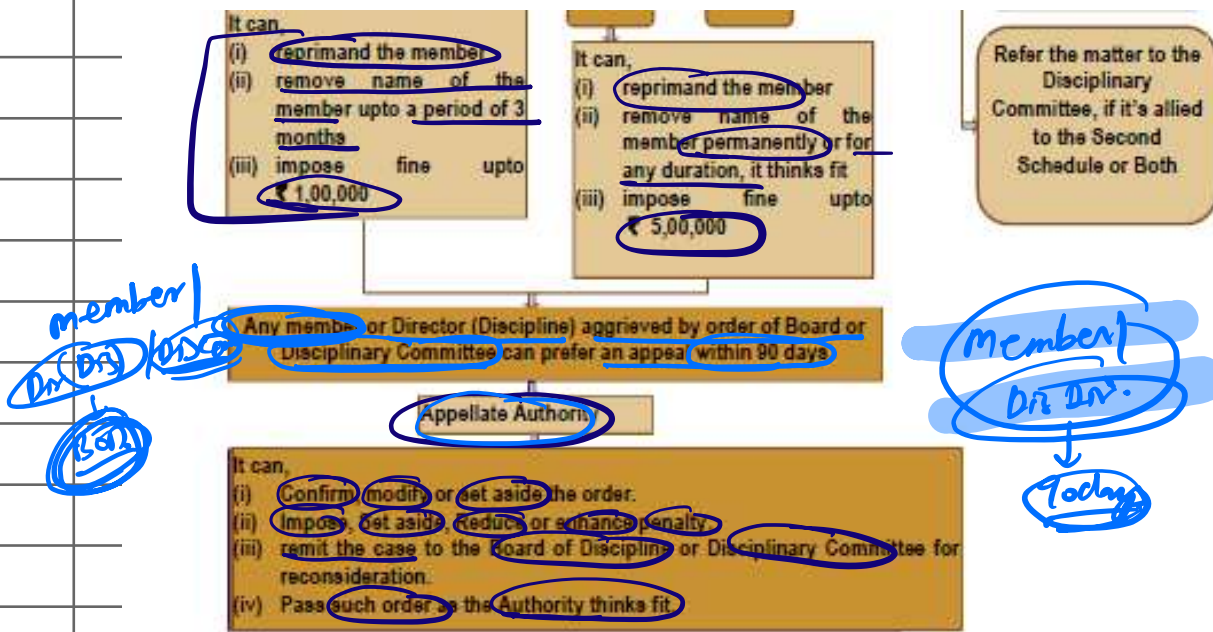 It can,
(i) reprimand the member
(ii) remove name of the
member upto a period of 3
months
(iii) impose fine upto
₹ 1,00,000
It can,
(i) reprimand the member
(ii) remove name of the
member permanently or for
any duration, it thinks fit
(iii) impose fine upto
₹ 5,00,000
Refer the matter to the
Disciplinary
Committee, if it's allied
to the Second
Schedule or Both
member/
Any member or Director (Discipline) aggrieved by order of Board or
Disciplinary Committee can prefer an appeal within 90 days
Member/
Appellate Authority
Today
It can,
(i) Confirm, modify or set aside the order.
(ii) Impose, Set aside, Reduce or enhance penalty.
(iii) remit the case to the Board of Discipline or Disciplinary Committee for
reconsideration.
(iv) Pass such order as the Authority thinks fit.